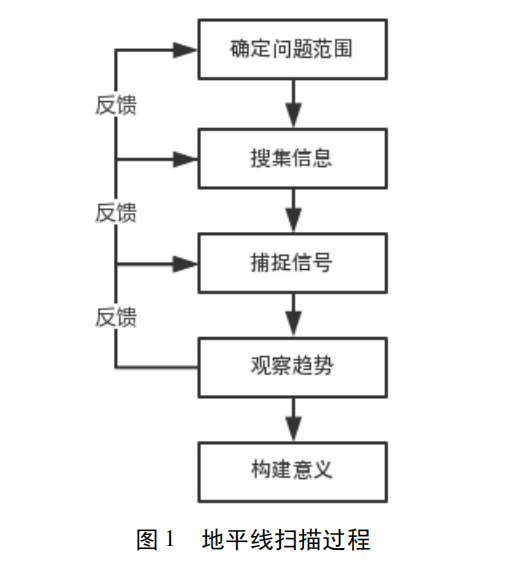 确定问题范围
反馈
搜集信息
反馈
捕捉信号
反馈
观察趋势
构建意义
图1 地平线扫描过程